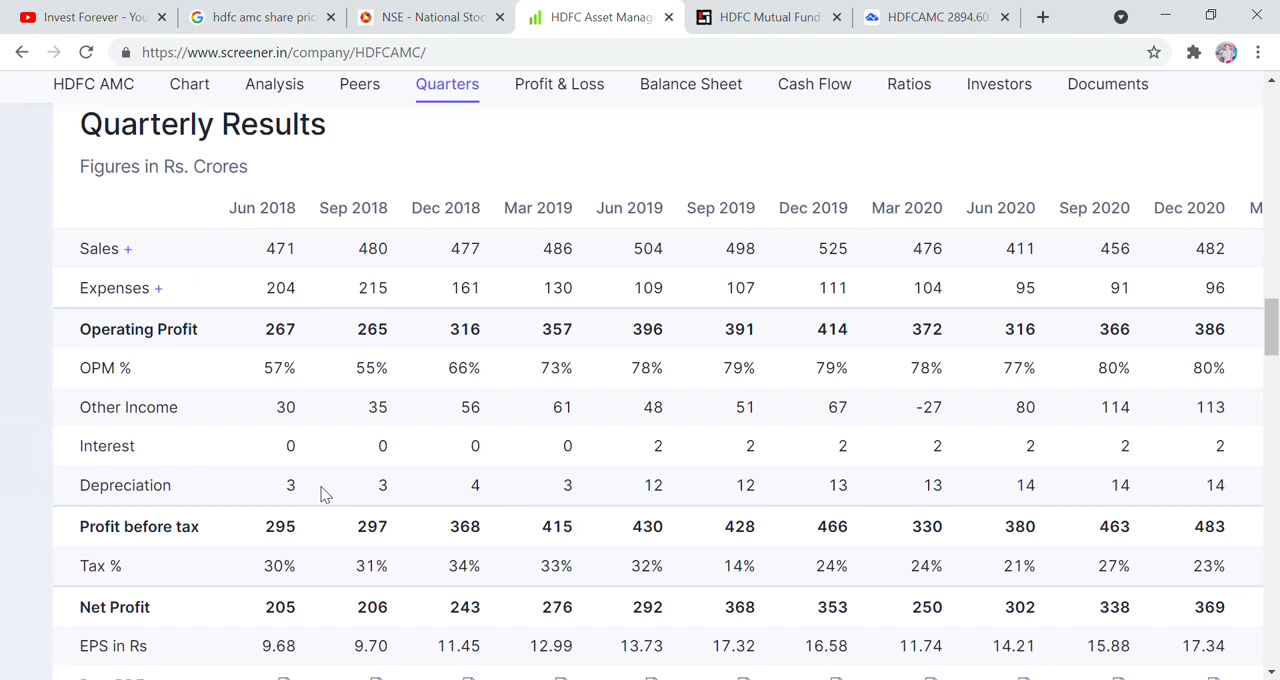 Invest Forever - You
hdfc amc share pric
NSE - National Stoc
HDFC Asset Manag
HDFC Mutual Fund
HDFCAMC 2894.60
https://www.screener.in/company/HDFCAMC/
HDFC AMC Chart Analysis Peers Quarters Profit & Loss Balance Sheet Cash Flow Ratios Investors Documents
Quarterly Results
Figures in Rs. Crores
Jun 2018 Sep 2018 Dec 2018 Mar 2019 Jun 2019 Sep 2019 Dec 2019 Mar 2020 Jun 2020 Sep 2020 Dec 2020 M
Sales + 471 480 477 486 504 498 525 476 411 456 482
Expenses + 204 215 161 130 109 107 111 104 95 91 96
Operating Profit 267 265 316 357 396 391 414 372 316 366 386
OPM % 57% 55% 66% 73% 78% 79% 79% 78% 77% 80% 80%
Other Income 30 35 56 61 48 51 67 -27 80 114 113
Interest 0 0 0 0 2 2 2 2 2 2 2
Depreciation 3 3 4 3 12 12 13 13 14 14 14
Profit before tax 295 297 368 415 430 428 466 330 380 463 483
Tax % 30% 31% 34% 33% 32% 14% 24% 24% 21% 27% 23%
Net Profit 205 206 243 276 292 368 353 250 302 338 369
EPS in Rs 9.68 9.70 11.45 12.99 13.73 17.32 16.58 11.74 14.21 15.88 17.34